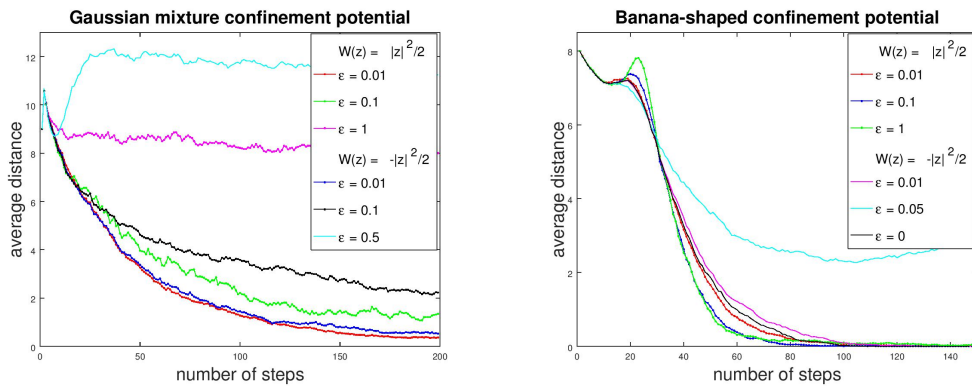 Gaussian mixture confinement potential
average distance
12
10
8
6
4
2
0
0
50
100
150
200
number of steps
W(z) = |z|²/2
ε = 0.01
ε = 0.1
ε = 1
W(z) = -|z|²/2
ε = 0.01
ε = 0.1
ε = 0.5
Banana-shaped confinement potential
average distance
8
6
4
2
0
0
20
40
60
80
100
120
140
number of steps
W(z) = |z|²/2
ε = 0.01
ε = 0.1
ε = 1
W(z) = -|z|²/2
ε = 0.01
ε = 0.05
ε = 0